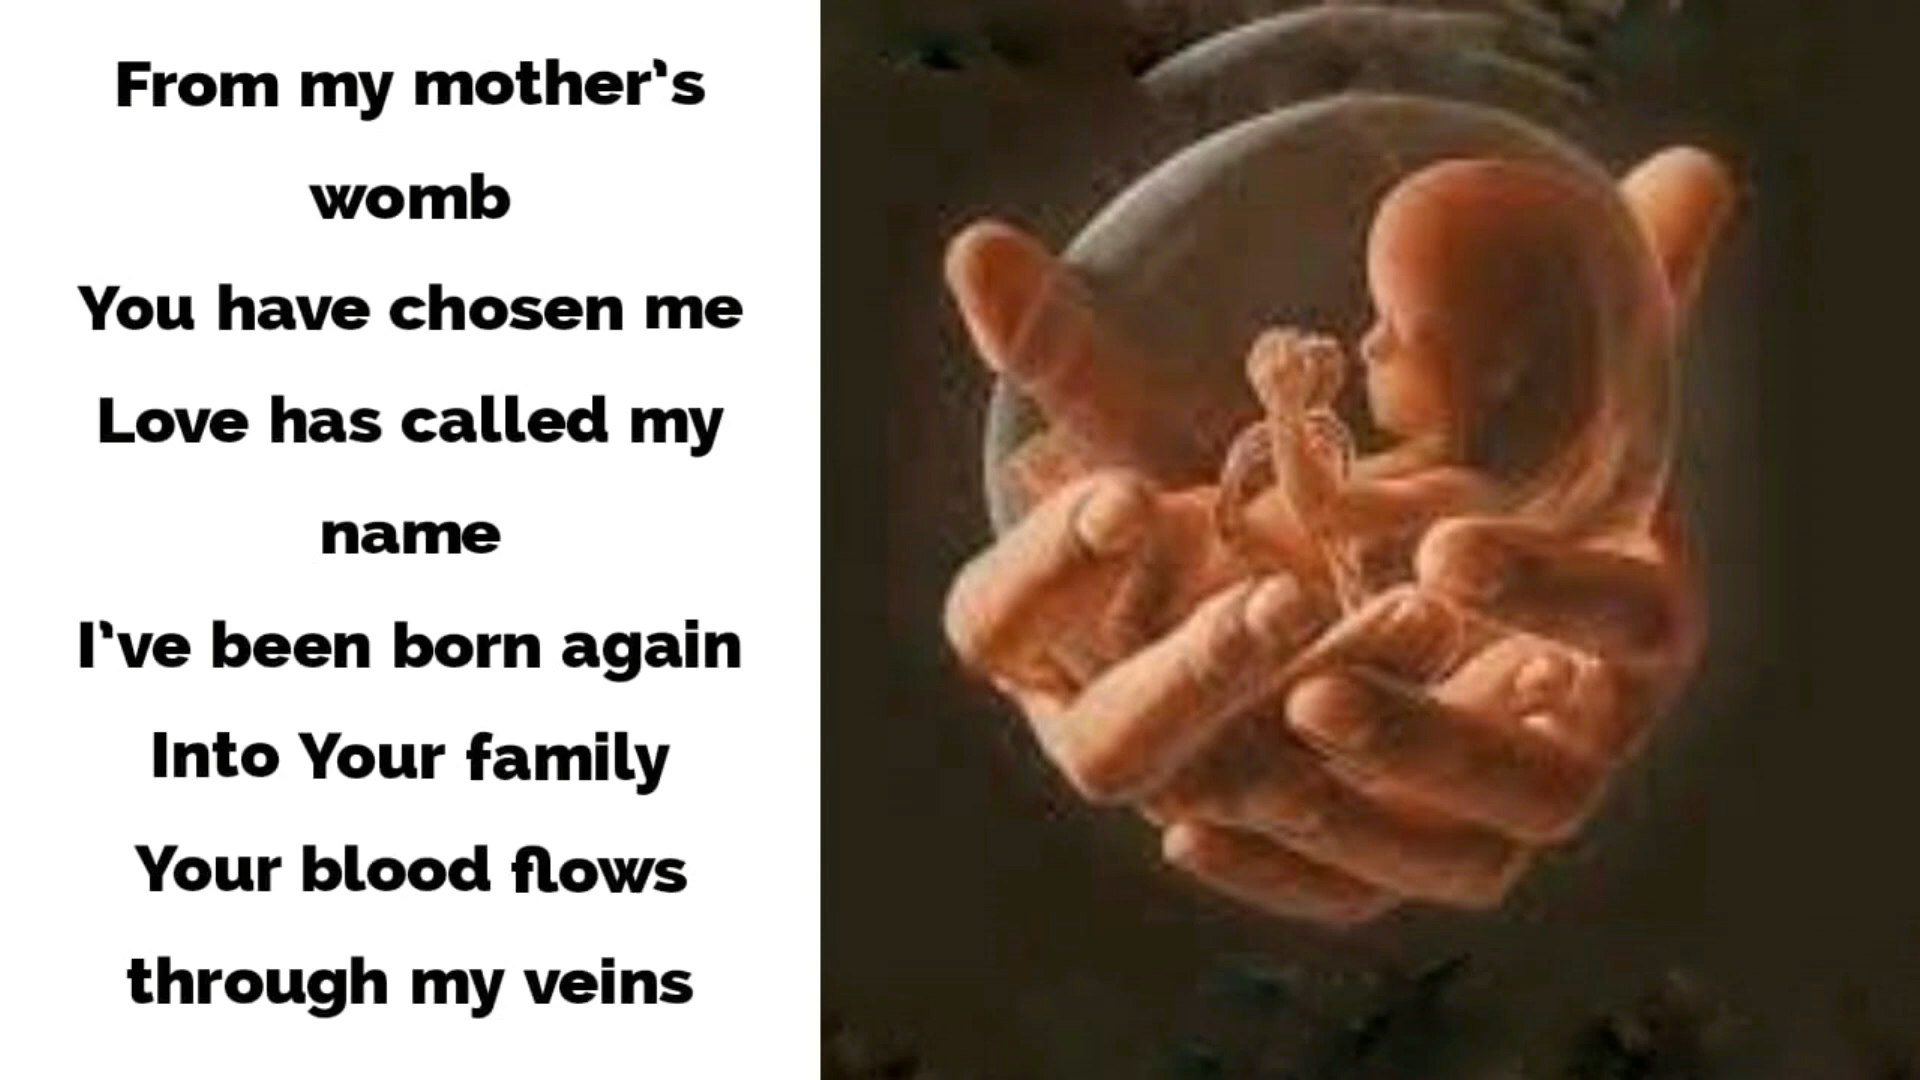 From my mother's
womb
You have chosen me
Love has called my
name
I've been born again
Into Your family
Your blood flows
through my veins